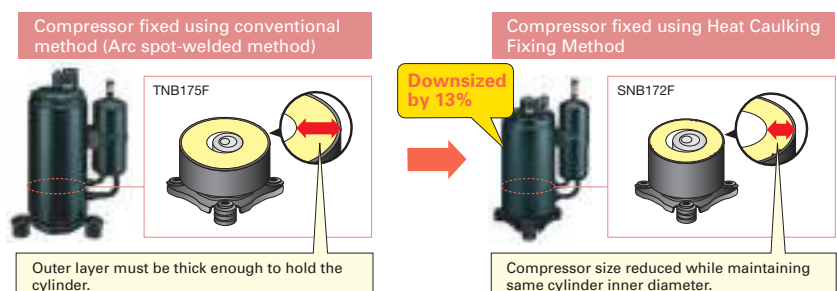 Compressor fixed using conventional
method (Arc spot-welded method)
TNB175F
Outer layer must be thick enough to hold the
cylinder.
Downsized
by 13%
Compressor fixed using Heat Caulking
Fixing Method
SNB172F
Compressor size reduced while maintaining
same cylinder inner diameter.